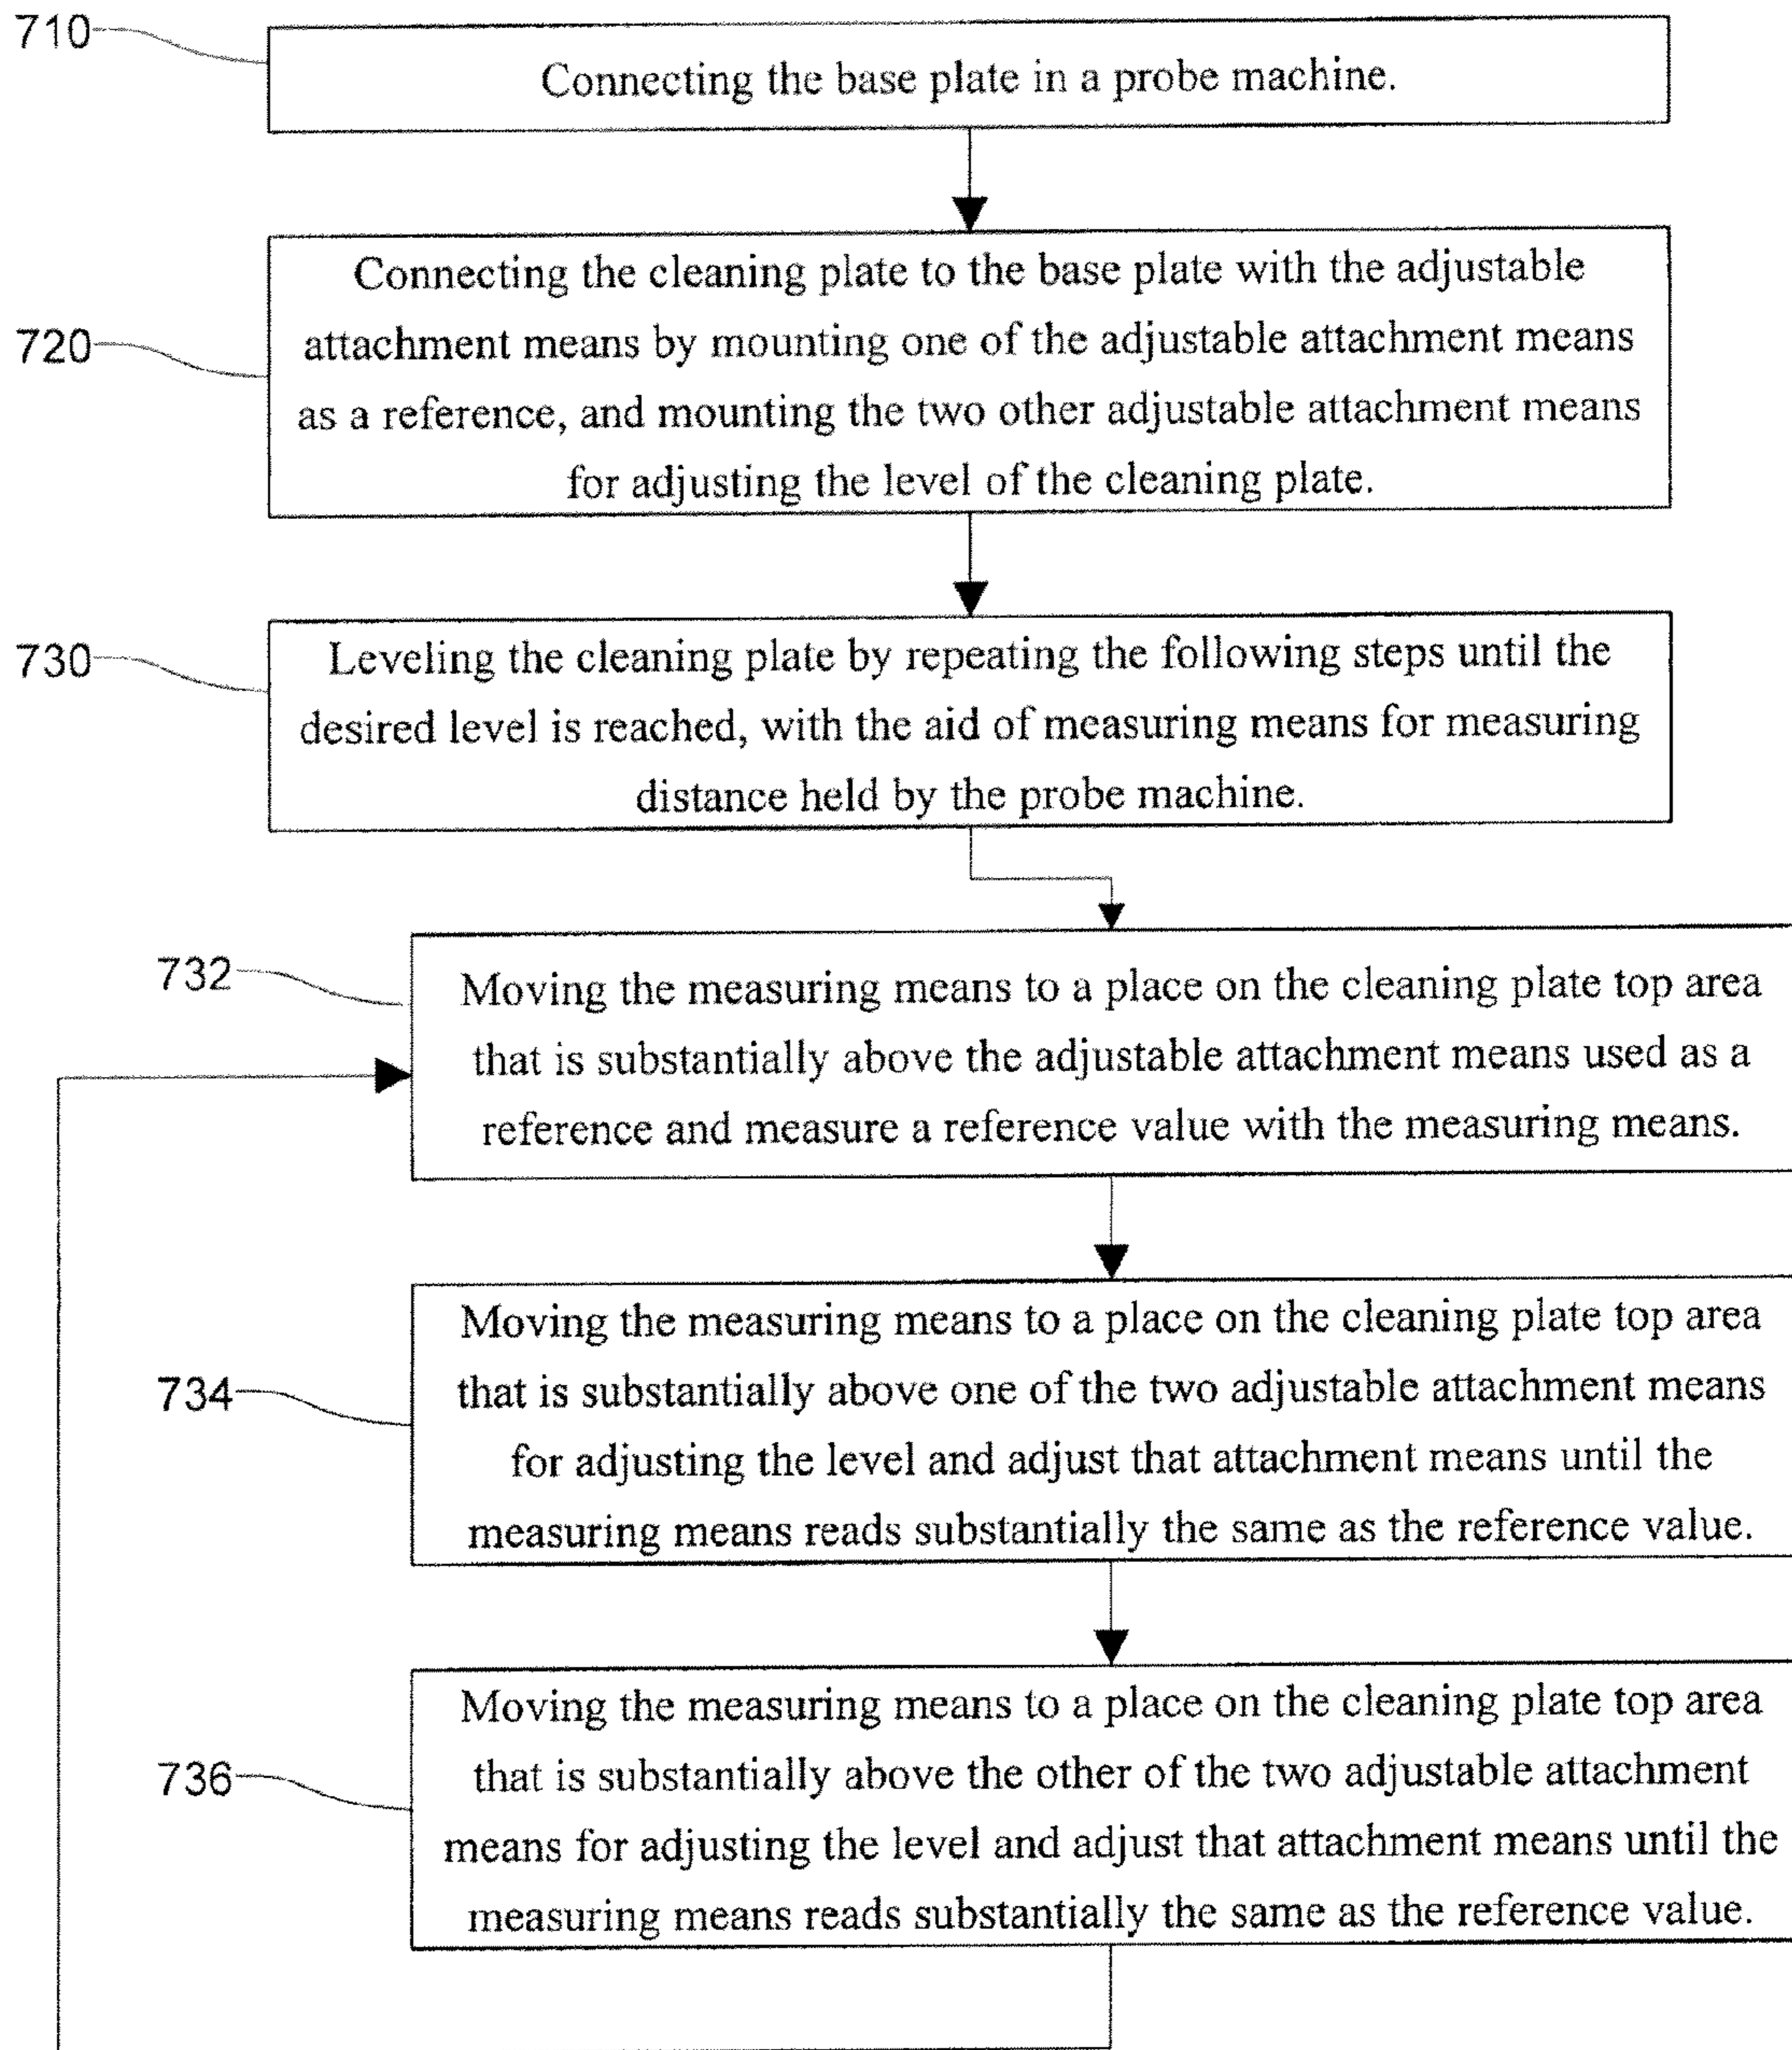 710
Connecting the base plate in a probe machine.
720
Connecting the cleaning plate to the base plate with the adjustable
attachment means by mounting one of the adjustable attachment means
as a reference, and mounting the two other adjustable attachment means
for adjusting the level of the cleaning plate.
730
Leveling the cleaning plate by repeating the following steps until the
desired level is reached, with the aid of measuring means for measuring
distance held by the probe machine.
732
Moving the measuring means to a place on the cleaning plate top area
that is substantially above the adjustable attachment means used as a
reference and measure a reference value with the measuring means.
734
Moving the measuring means to a place on the cleaning plate top area
that is substantially above one of the two adjustable attachment means
for adjusting the level and adjust that attachment means until the
measuring means reads substantially the same as the reference value.
736
Moving the measuring means to a place on the cleaning plate top area
that is substantially above the other of the two adjustable attachment
means for adjusting the level and adjust that attachment means until the
measuring means reads substantially the same as the reference value.